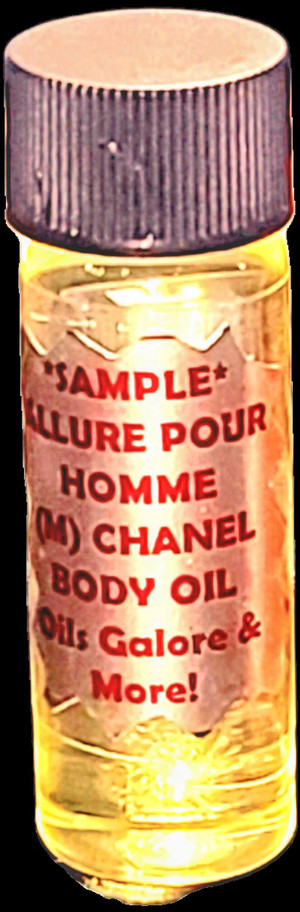 *SAMPLE*
ALLURE POUR
HOMME
(M) CHANEL
BODY OIL
Oils Galore &
More!